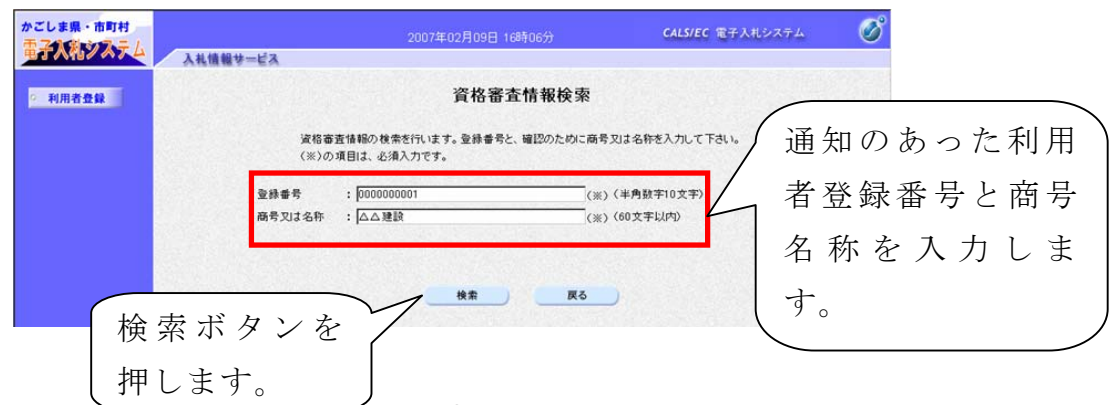 かごしま県・市町村
電子入札システム
2007年02月09日 16時06分
CALS/EC 電子入札システム
入札情報サービス
利用者登録
資格審査情報検索
資格審査情報の検索を行います。登録番号と、確認のために商号又は名称を入力して下さい。
(※)の項目は、必須入力です。
登録番号 : 0000000001 (※) (半角数字10文字)
商号又は名称 : △△建設 (※) (60文字以内)
検索 戻る
通知のあった利用
者登録番号と商号
名称を入力しま
す。
検索ボタンを
押します。